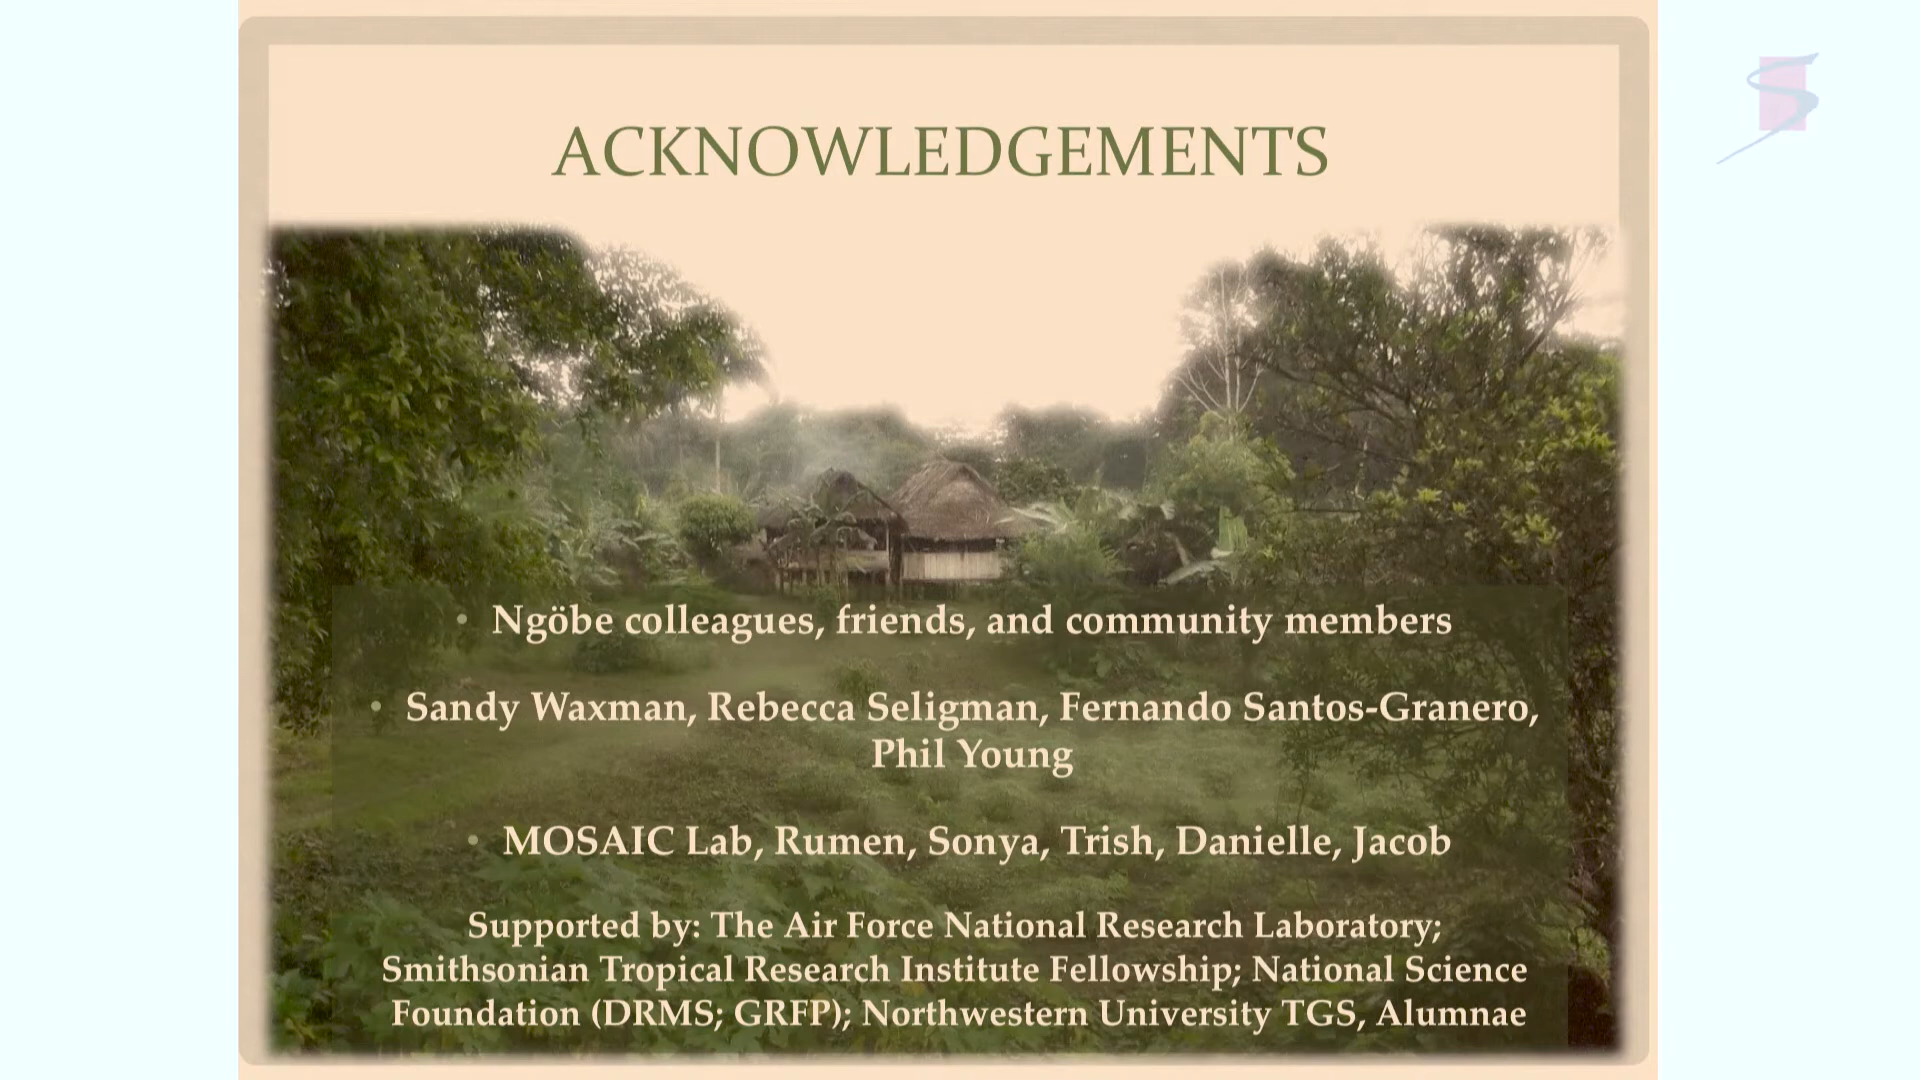 ACKNOWLEDGEMENTS
• Ngöbe colleagues, friends, and community members
• Sandy Waxman, Rebecca Seligman, Fernando Santos-Granero,
Phil Young
• MOSAIC Lab, Rumen, Sonya, Trish, Danielle, Jacob
Supported by: The Air Force National Research Laboratory;
Smithsonian Tropical Research Institute Fellowship; National Science
Foundation (DRMS; GRFP); Northwestern University TGS, Alumnae